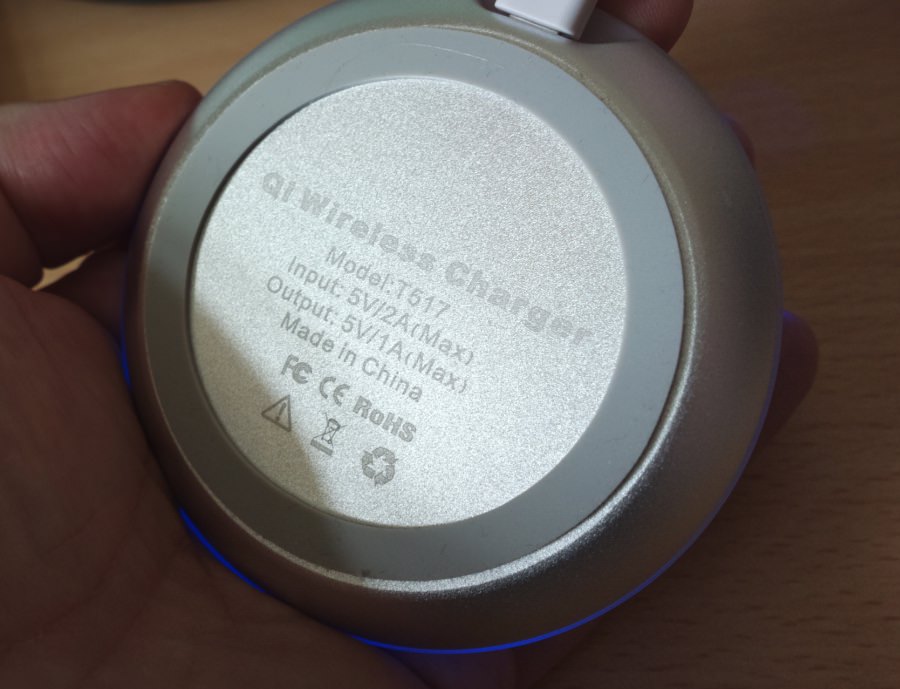 Qi Wireless Charger
Model:T517
Input: 5V/2A(Max)
Output: 5V/1A(Max)
Made in China
FC CE RoHS